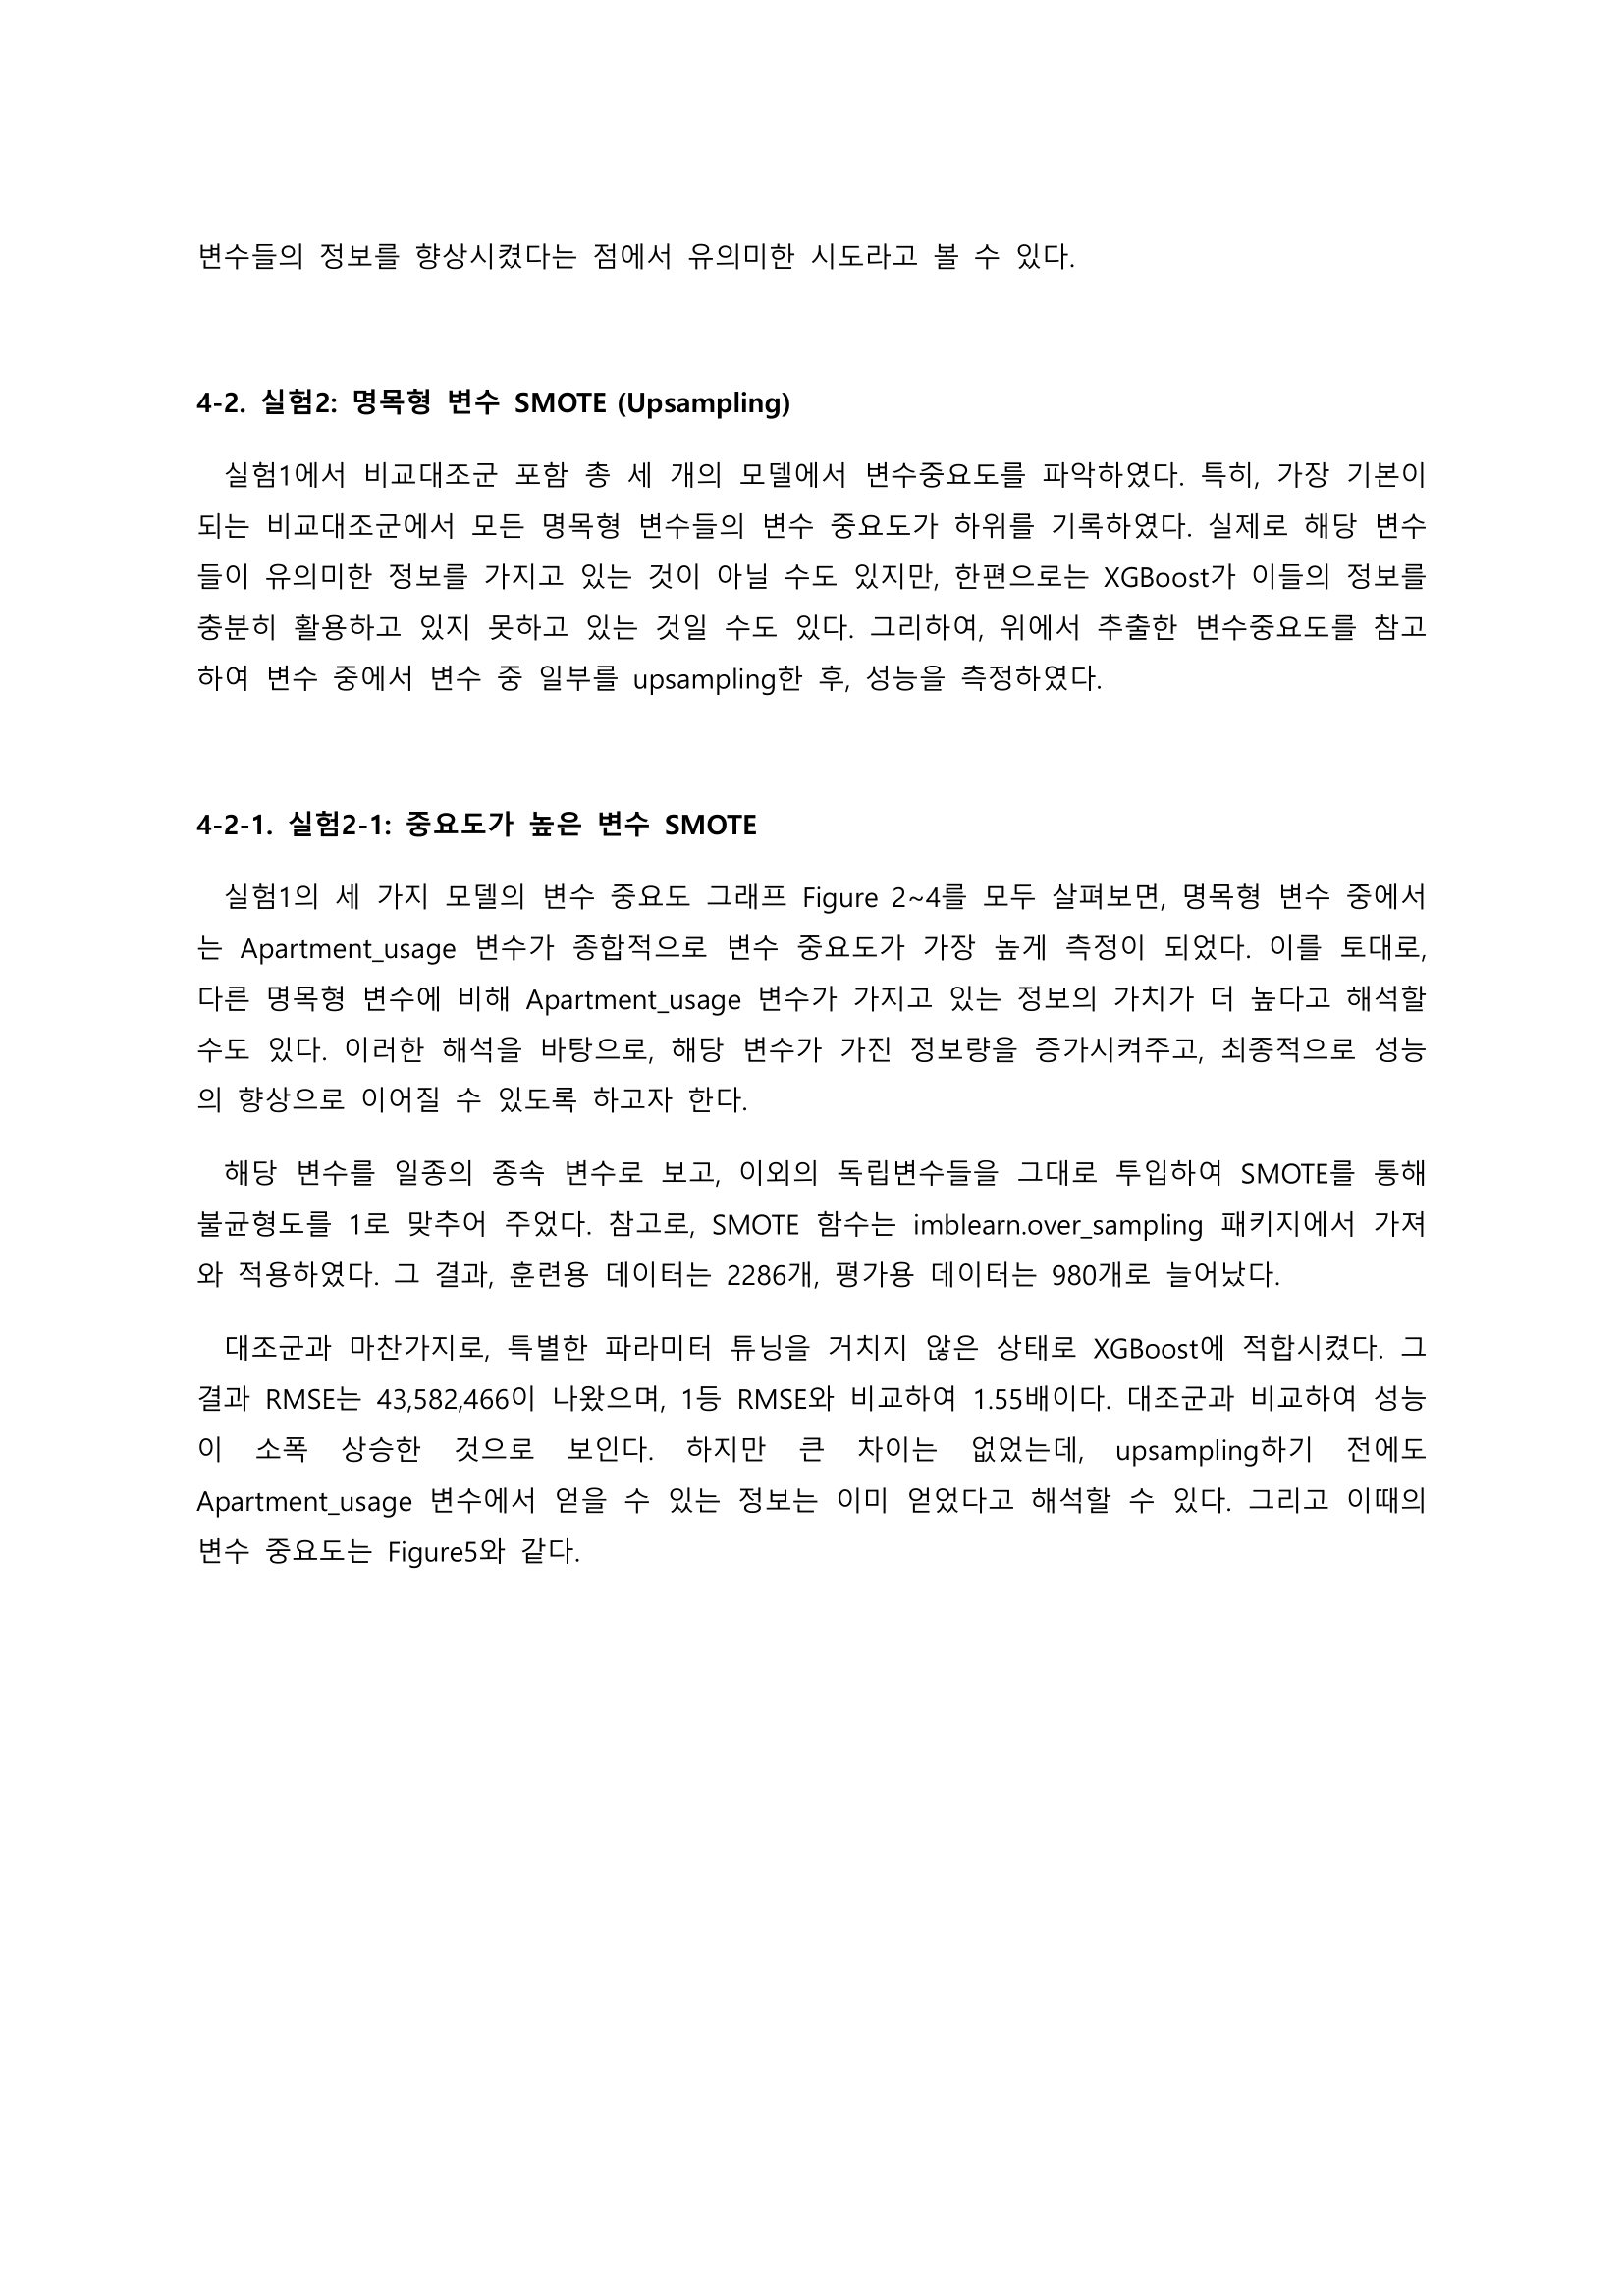 변수들의 정보를 향상시켰다는 점에서 유의미한 시도라고 볼 수 있다.
4-2. 실험2: 명목형 변수 SMOTE (Upsampling)
실험1에서 비교대조군 포함 총 세 개의 모델에서 변수중요도를 파악하였다. 특히, 가장 기본이
되는 비교대조군에서 모든 명목형 변수들의 변수 중요도가 하위를 기록하였다. 실제로 해당 변수
들이 유의미한 정보를 가지고 있는 것이 아닐 수도 있지만, 한편으로는 XGBoost가 이들의 정보를
충분히 활용하고 있지 못하고 있는 것일 수도 있다. 그리하여, 위에서 추출한 변수중요도를 참고
하여 변수 중에서 변수 중 일부를 upsampling한 후, 성능을 측정하였다.
4-2-1. 실험2-1: 중요도가 높은 변수 SMOTE
실험1의 세 가지 모델의 변수 중요도 그래프 Figure 2~4를 모두 살펴보면, 명목형 변수 중에서
는 Apartment_usage 변수가 종합적으로 변수 중요도가 가장 높게 측정이 되었다. 이를 토대로,
다른 명목형 변수에 비해 Apartment_usage 변수가 가지고 있는 정보의 가치가 더 높다고 해석할
수도 있다. 이러한 해석을 바탕으로, 해당 변수가 가진 정보량을 증가시켜주고, 최종적으로 성능
의 향상으로 이어질 수 있도록 하고자 한다.
해당 변수를 일종의 종속 변수로 보고, 이외의 독립변수들을 그대로 투입하여 SMOTE를 통해
불균형도를 1로 맞추어 주었다. 참고로, SMOTE 함수는 imblearn.over_sampling 패키지에서 가져
와 적용하였다. 그 결과, 훈련용 데이터는 2286개, 평가용 데이터는 980개로 늘어났다.
대조군과 마찬가지로, 특별한 파라미터 튜닝을 거치지 않은 상태로 XGBoost에 적합시켰다. 그
결과 RMSE는 43,582,466이 나왔으며, 1등 RMSE와 비교하여 1.55배이다. 대조군과 비교하여 성능
이 소폭 상승한 것으로 보인다. 하지만 큰 차이는 없었는데, upsampling하기 전에도
Apartment_usage 변수에서 얻을 수 있는 정보는 이미 얻었다고 해석할 수 있다. 그리고 이때의
변수 중요도는 Figure5와 같다.